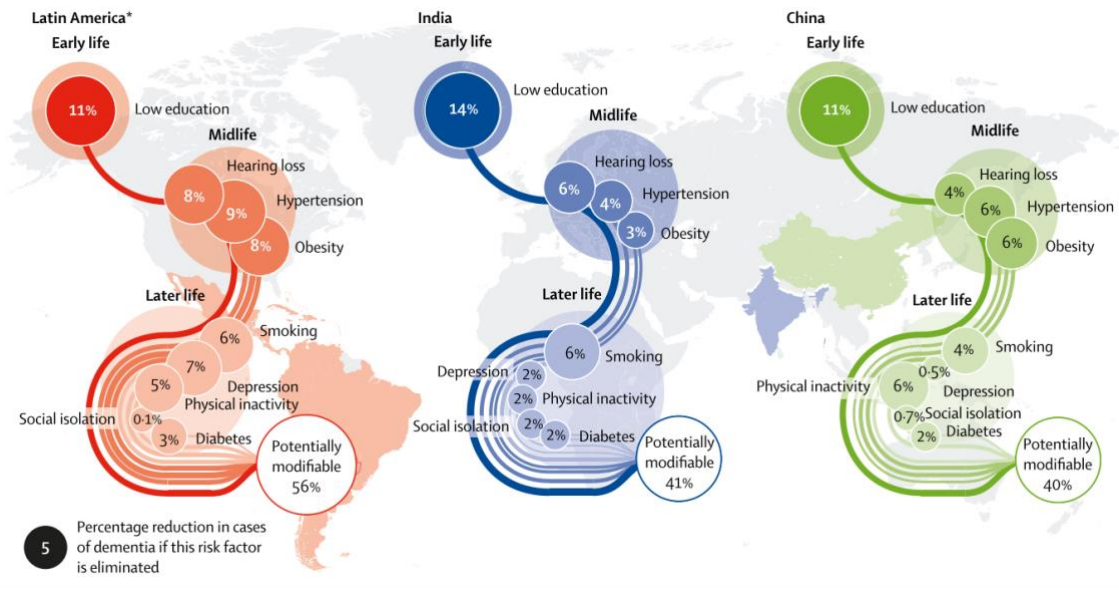 Latin America*
Early life
11%
Low education
Midlife
Hearing loss
8%
Hypertension
9%
8%
Obesity
Later life
6%
Smoking
7%
Depression
5%
Physical inactivity
Social isolation
0·1%
3%
Diabetes
Potentially
modifiable
56%
India
Early life
14%
Low education
Midlife
Hearing loss
6%
Hypertension
4%
3%
Obesity
Later life
6%
Smoking
Depression
2%
2%
Physical inactivity
Social isolation
2%
2%
Diabetes
Potentially
modifiable
41%
China
Early life
11%
Low education
Midlife
Hearing loss
4%
Hypertension
6%
6%
Obesity
Later life
4%
Smoking
0·5%
Depression
Physical inactivity
6%
0·7%
Social isolation
2%
Diabetes
Potentially
modifiable
40%
5
Percentage reduction in cases
of dementia if this risk factor
is eliminated